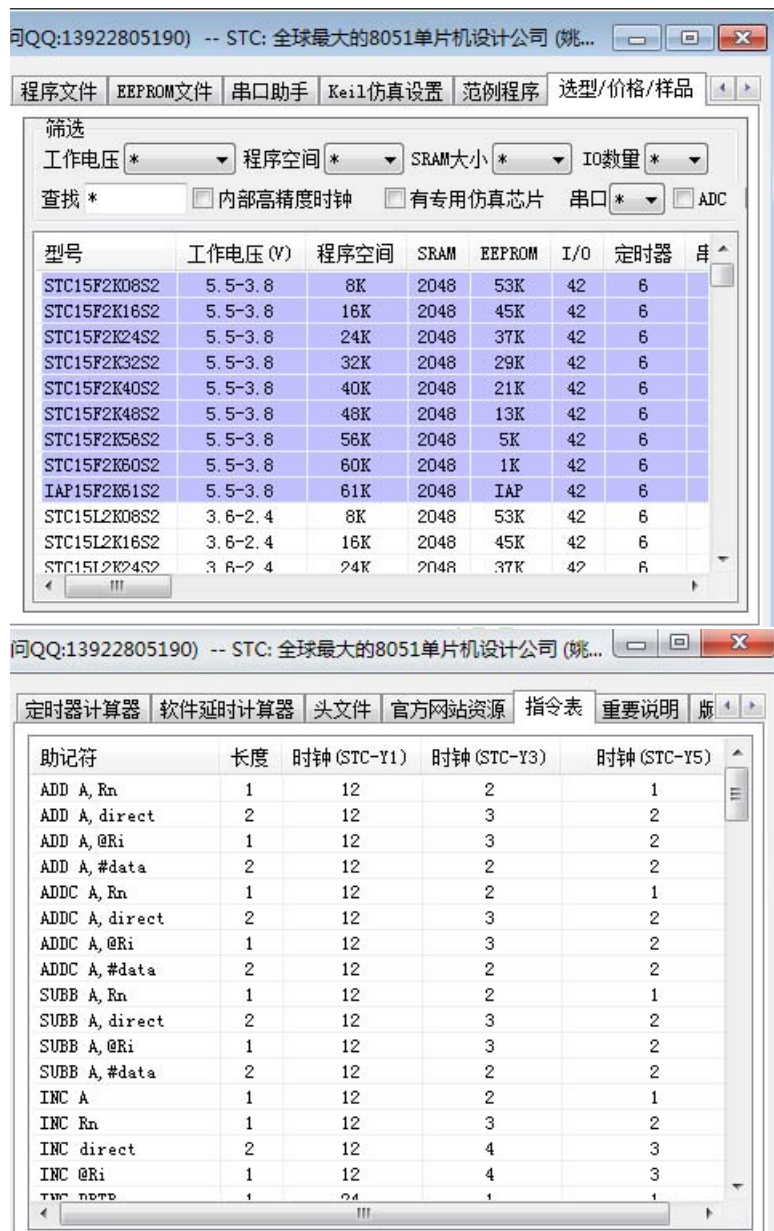 问QQ:13922805190) -- STC: 全球最大的8051单片机设计公司 (姚...
程序文件 EEPROM文件 串口助手 Keil仿真设置 范例程序 选型/价格/样品
筛选
工作电压 * 程序空间 * SRAM大小 * IO数量 *
查找 * 内部高精度时钟 有专用仿真芯片 串口 * ADC
型号 工作电压(V) 程序空间 SRAM EEPROM I/O 定时器 串
STC15F2K08S2 5.5-3.8 8K 2048 53K 42 6
STC15F2K16S2 5.5-3.8 16K 2048 45K 42 6
STC15F2K24S2 5.5-3.8 24K 2048 37K 42 6
STC15F2K32S2 5.5-3.8 32K 2048 29K 42 6
STC15F2K40S2 5.5-3.8 40K 2048 21K 42 6
STC15F2K48S2 5.5-3.8 48K 2048 13K 42 6
STC15F2K56S2 5.5-3.8 56K 2048 5K 42 6
STC15F2K60S2 5.5-3.8 60K 2048 1K 42 6
IAP15F2K61S2 5.5-3.8 61K 2048 IAP 42 6
STC15L2K08S2 3.6-2.4 8K 2048 53K 42 6
STC15L2K16S2 3.6-2.4 16K 2048 45K 42 6
STC15L2K24S2 3.6-2.4 24K 2048 37K 42 6
问QQ:13922805190) -- STC: 全球最大的8051单片机设计公司 (姚...
定时器计算器 软件延时计算器 头文件 官方网站资源 指令表 重要说明 版
助记符 长度 时钟(STC-Y1) 时钟(STC-Y3) 时钟(STC-Y5)
ADD A,Rn 1 12 2 1
ADD A,direct 2 12 3 2
ADD A,@Ri 1 12 3 2
ADD A,#data 2 12 2 2
ADDC A,Rn 1 12 2 1
ADDC A,direct 2 12 3 2
ADDC A,@Ri 1 12 3 2
ADDC A,#data 2 12 2 2
SUBB A,Rn 1 12 2 1
SUBB A,direct 2 12 3 2
SUBB A,@Ri 1 12 3 2
SUBB A,#data 2 12 2 2
INC A 1 12 2 1
INC Rn 1 12 3 2
INC direct 2 12 4 3
INC @Ri 1 12 4 3
INC DPTR 1 24 1 1